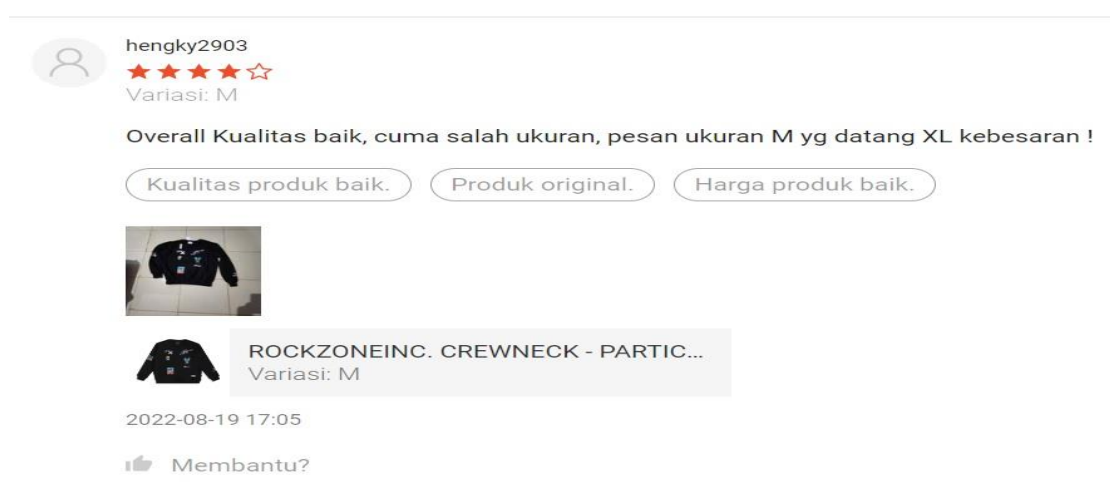 hengky2903
Variasi: M
Overall Kualitas baik, cuma salah ukuran, pesan ukuran M yg datang XL kebesaran !
Kualitas produk baik.
Produk original.
Harga produk baik.
ROCKZONEINC. CREWNECK - PARTIC...
Variasi: M
2022-08-19 17:05
Membantu?